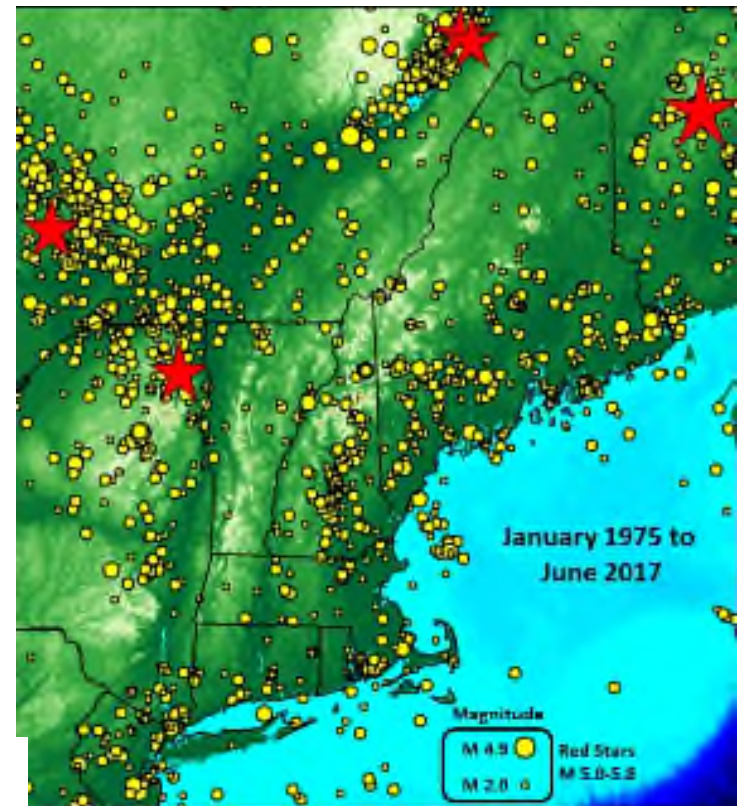 January 1975 to
June 2017
Magnitude
M 4.9
Red Stars
M 5.0-5.8
M 2.0